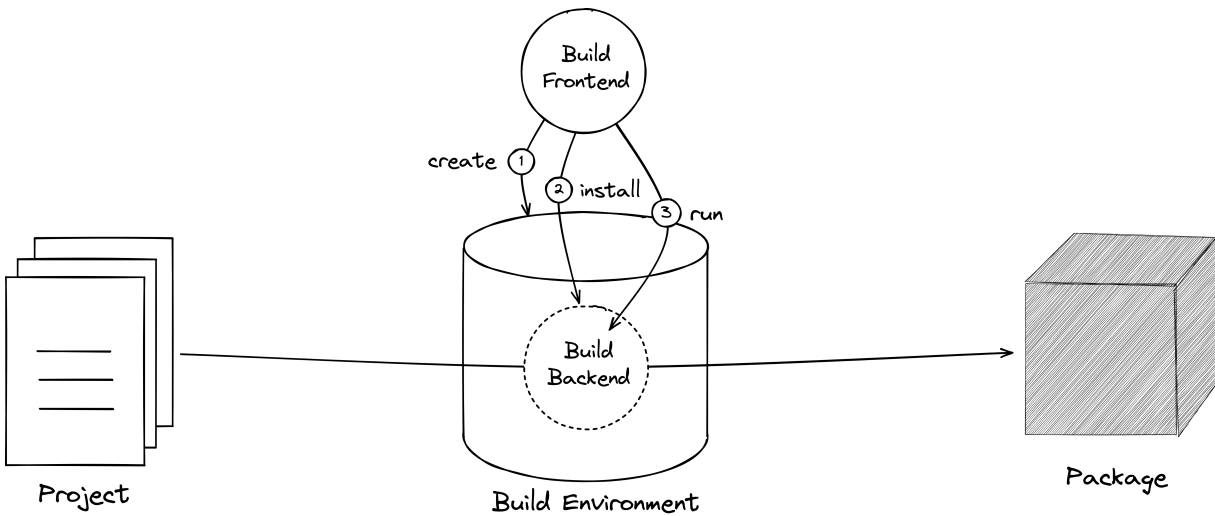 Build
Frontend
create
1
2
install
3
run
Build
Backend
Project
Build Environment
Package